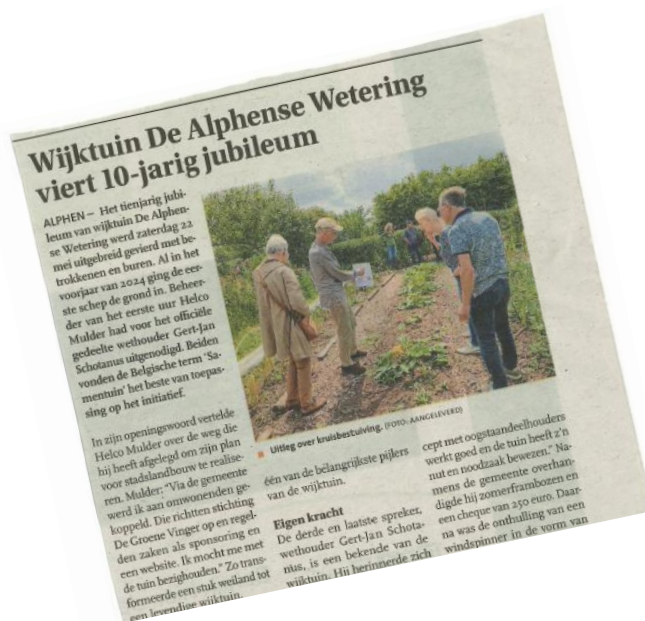 Wijktuin De Alphense Wetering
viert 10-jarig jubileum
ALPHEN — Het tienjarig jubi-
leum van wijktuin De Alphen-
se Wetering werd zaterdag 22
mei uitgebreid gevierd met be-
trokkenen en buren. Al in het
voorjaar van 2024 ging de eer-
ste schep de grond in. Beheer-
der van het eerste uur Helco
Mulder had voor het officiële
gedeelte wethouder Gert-Jan
Schotanus uitgenodigd. Beiden
vonden de Belgische term 'Sa-
mentuin' het beste van toepas-
sing op het initiatief.
In zijn openingswoord vertelde
Helco Mulder over de weg die
hij heeft afgelegd om zijn plan
voor stadslandbouw te realise-
ren. Mulder: "Via de gemeente
werd ik aan omwonenden ge-
koppeld. Die richtten stichting
De Groene Vinger op en regel-
den zaken als sponsoring en
een website. Ik mocht me met
de tuin bezighouden." Zo trans-
formeerde een stuk weiland tot
een levendige wijktuin.
Uitleg over kruisbestuiving. (FOTO: AANGELEVERD)
één van de belangrijkste pijlers
van de wijktuin.
Eigen kracht
De derde en laatste spreker,
wethouder Gert-Jan Schota-
nus, is een bekende van de
wijktuin. Hij herinnerde zich
cept met oogstaandeelhouders
werkt goed en de tuin heeft z'n
nut en noodzaak bewezen." Na-
mens de gemeente overhan-
digde hij zomerframbozen en
een cheque van 250 euro. Daar-
na was de onthulling van een
windspinner in de vorm van